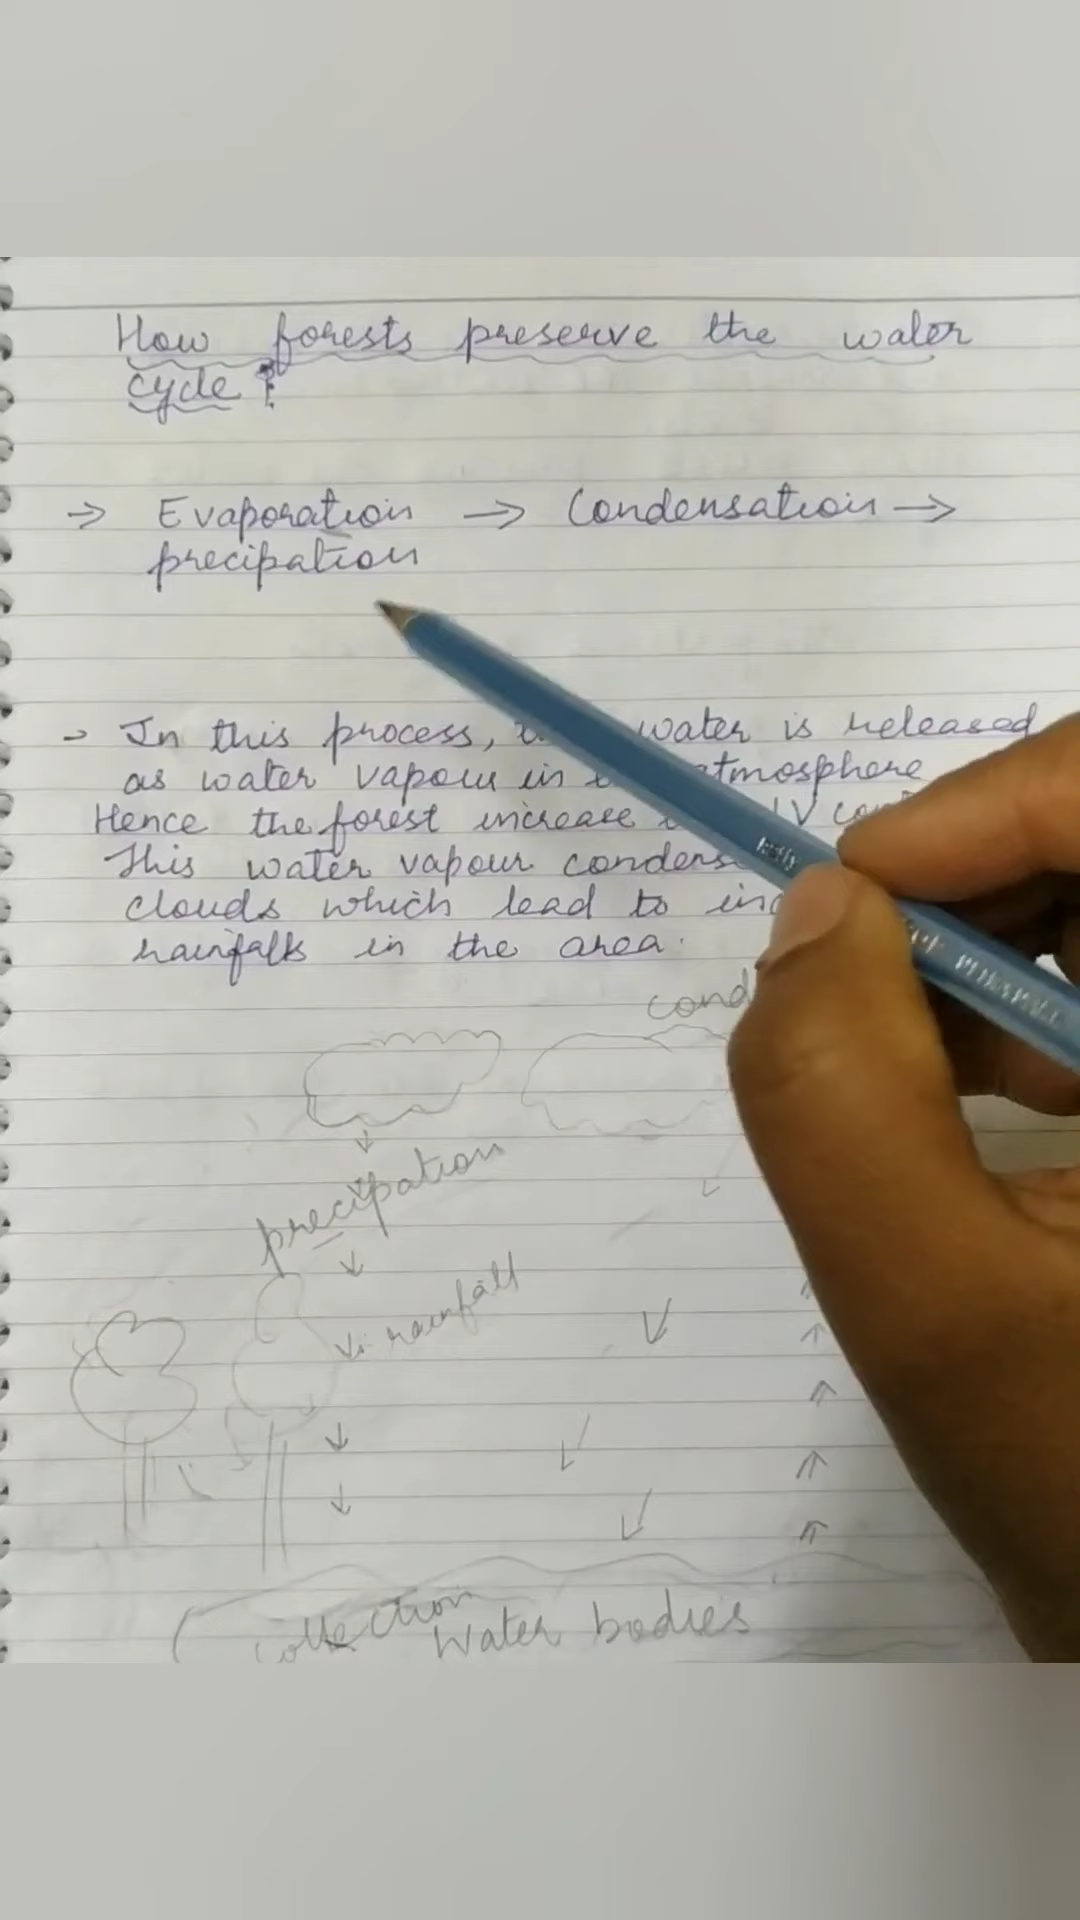 How forests preserve the water
cycle?
→ Evaporation → Condensation →
precipation
- In this process, water is released
as water vapour in atmosphere
Hence the forest increase
This water vapour condens
clouds which lead to inc
rainfalls in the area.
cond
precipation
rainfall
collection
Water bodies